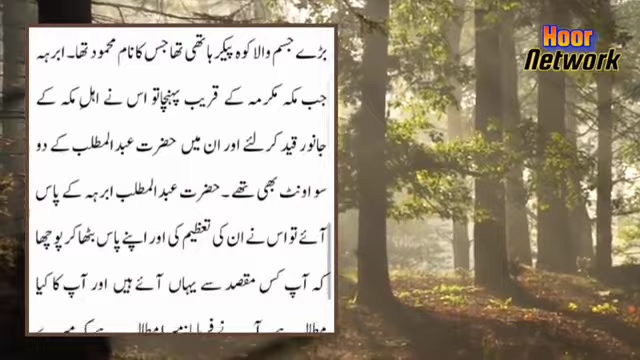 بڑے جسم والا کوہ پیکر ہاتھی تھا جس کا نام محمود تھا۔ ابرہہ
جب مکہ مکرمہ کے قریب پہنچا تو اس نے اہلِ مکہ کے
جانور قید کر لئے اور ان میں حضرت عبدالمطلب کے دو
سو اونٹ بھی تھے۔ حضرت عبدالمطلب ابرہہ کے پاس
آئے تو اس نے ان کی تعظیم کی اور اپنے پاس بٹھا کر پوچھا
کہ آپ کس مقصد سے یہاں آئے ہیں اور آپ کا کیا
Hoor
Network